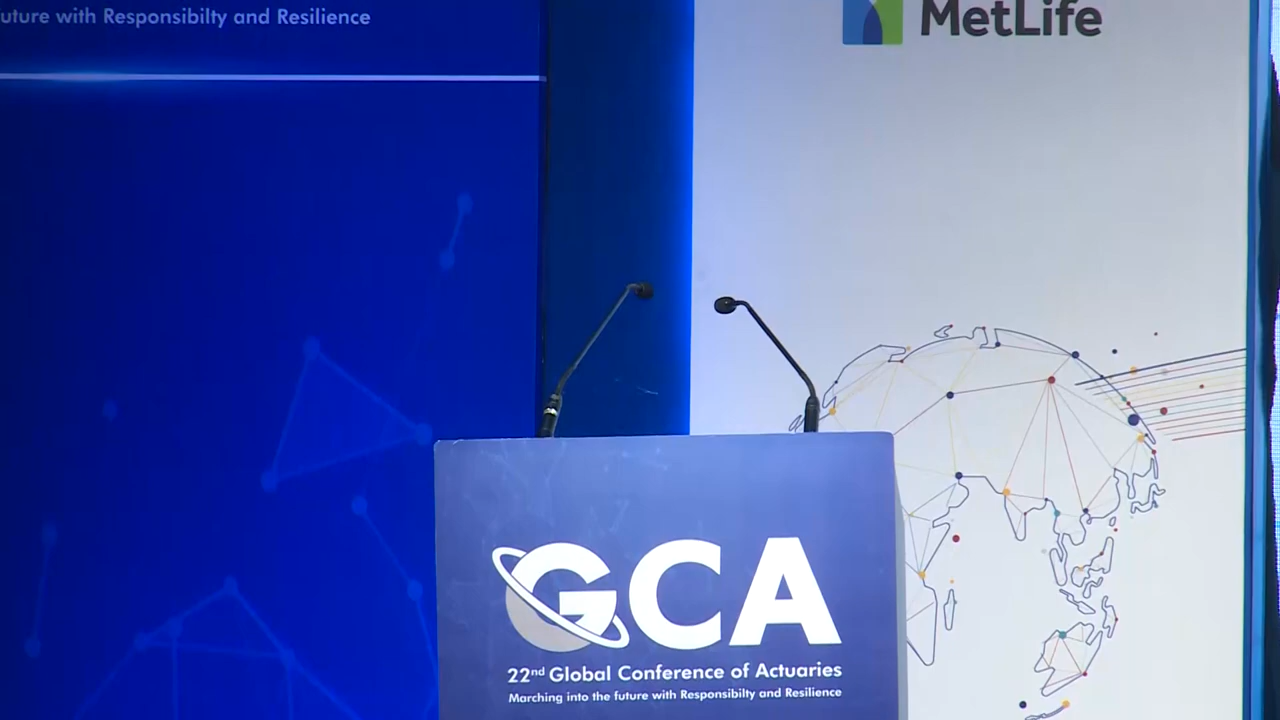 uture with Responsibilty and Resilience
MetLife
GCA
22nd Global Conference of Actuaries
Marching into the future with Responsibilty and Resilience